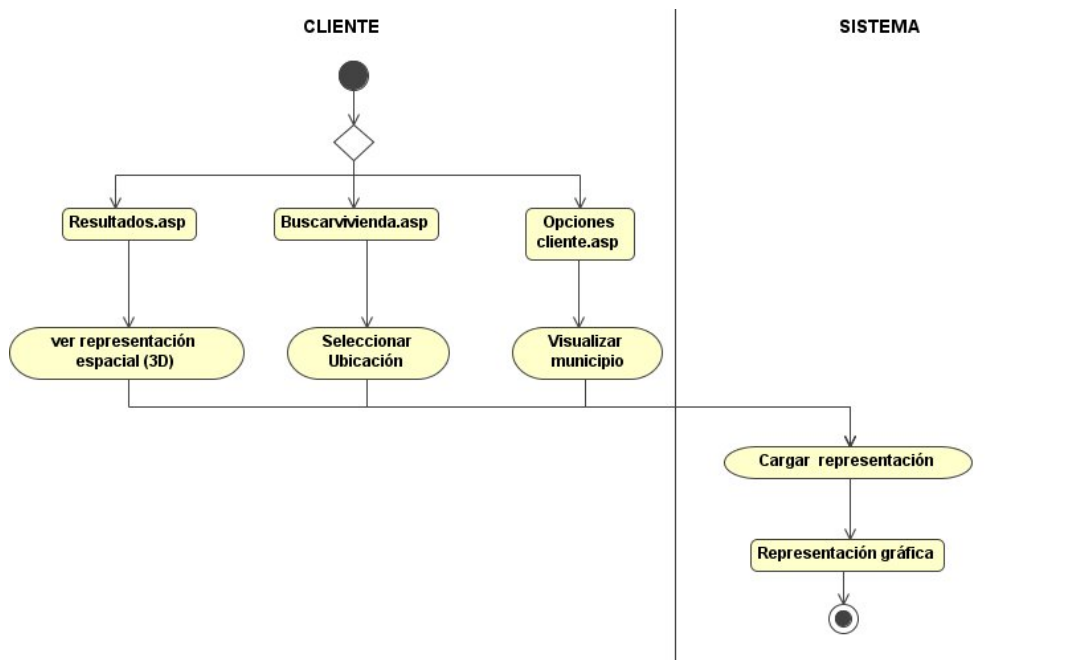 CLIENTE
SISTEMA
Resultados.asp
Buscarvivienda.asp
Opciones
cliente.asp
ver representación
espacial (3D)
Seleccionar
Ubicación
Visualizar
municipio
Cargar representación
Representación gráfica